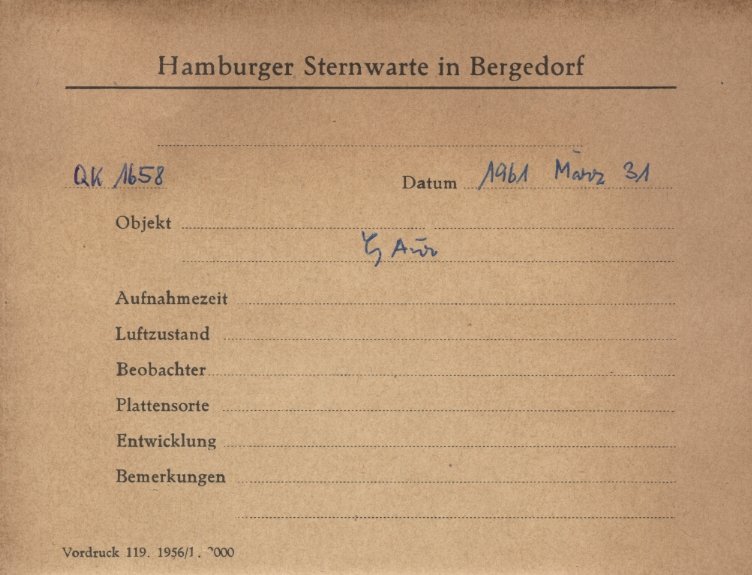 Hamburger Sternwarte in Bergedorf
QK 1658 Datum 1961 März 31
Objekt
Aur
Aufnahmezeit
Luftzustand
Beobachter
Plattensorte
Entwicklung
Bemerkungen
Vordruck 119. 1956/1. 2000